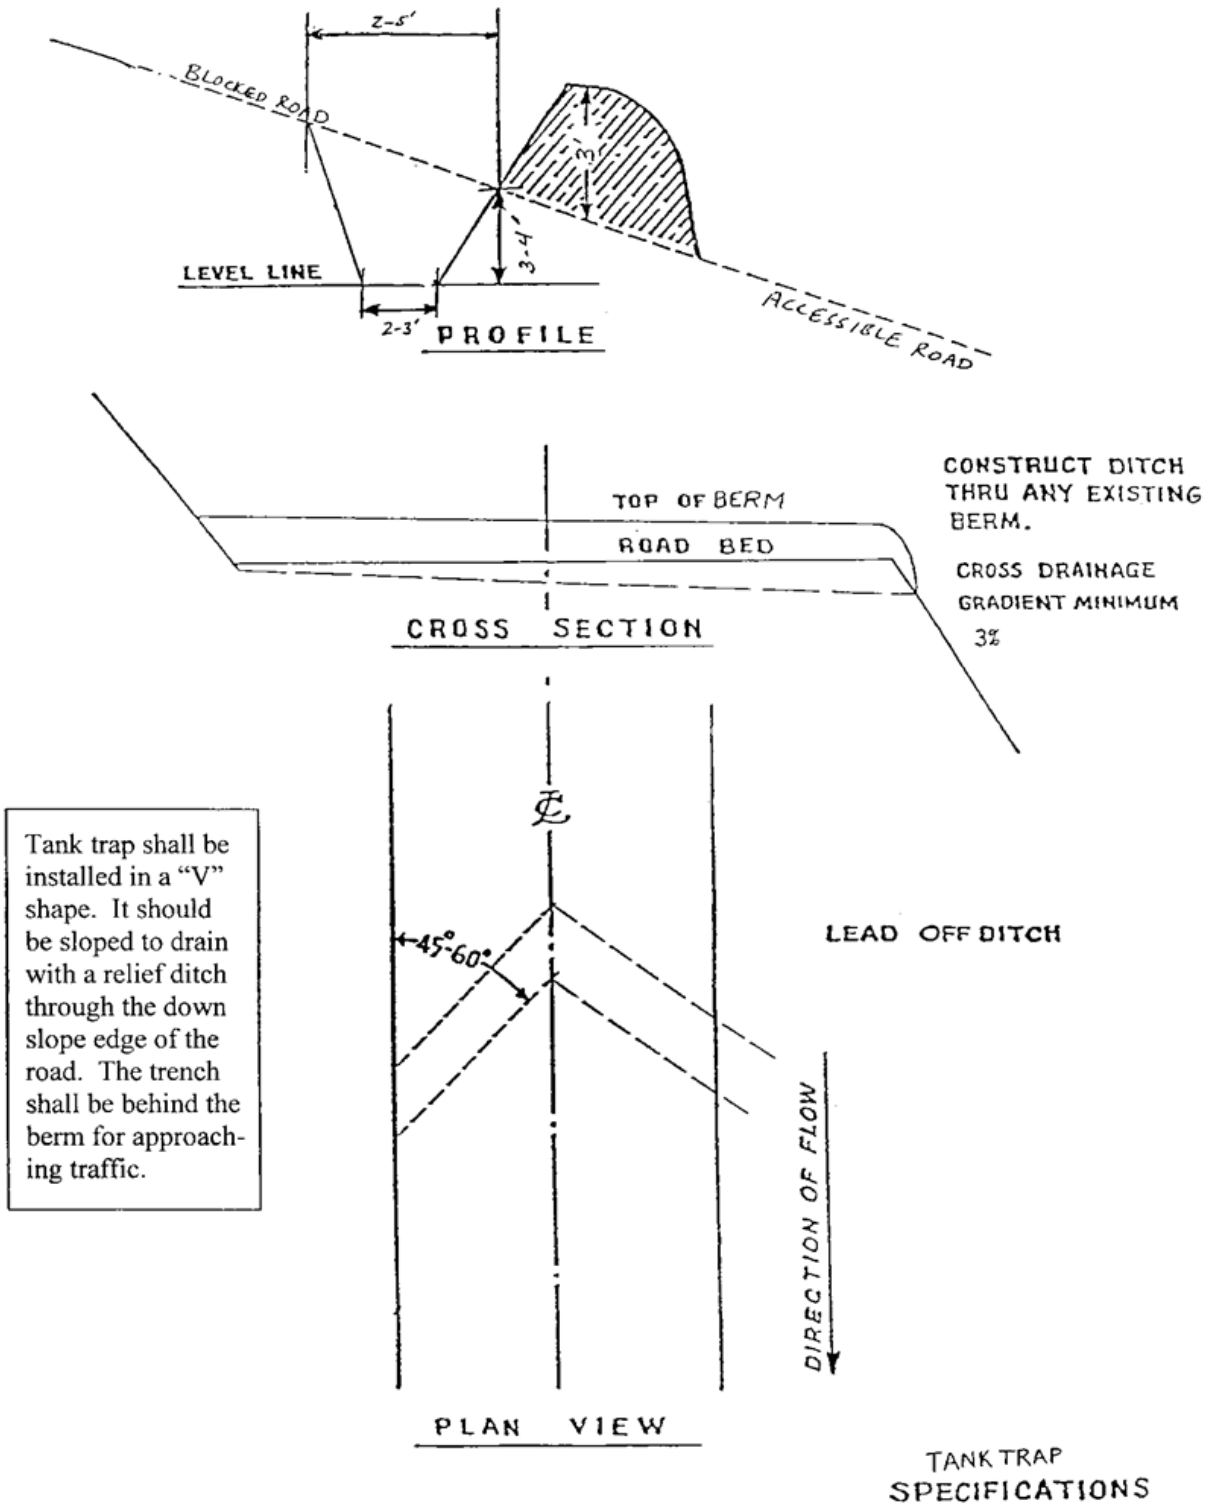 2-5'
BLOCKED ROAD
3
3-4'
LEVEL LINE
2-3'
PROFILE
ACCESSIBLE ROAD
CONSTRUCT DITCH
THRU ANY EXISTING
BERM.
TOP OF BERM
ROAD BED
CROSS DRAINAGE
GRADIENT MINIMUM
3%
CROSS SECTION
℄
Tank trap shall be
installed in a “V”
shape.  It should
be sloped to drain
with a relief ditch
through the down
slope edge of the
road.  The trench
shall be behind the
berm for approach-
ing traffic.
45°-60°
LEAD OFF DITCH
DIRECTION OF FLOW
PLAN VIEW
TANK TRAP
SPECIFICATIONS